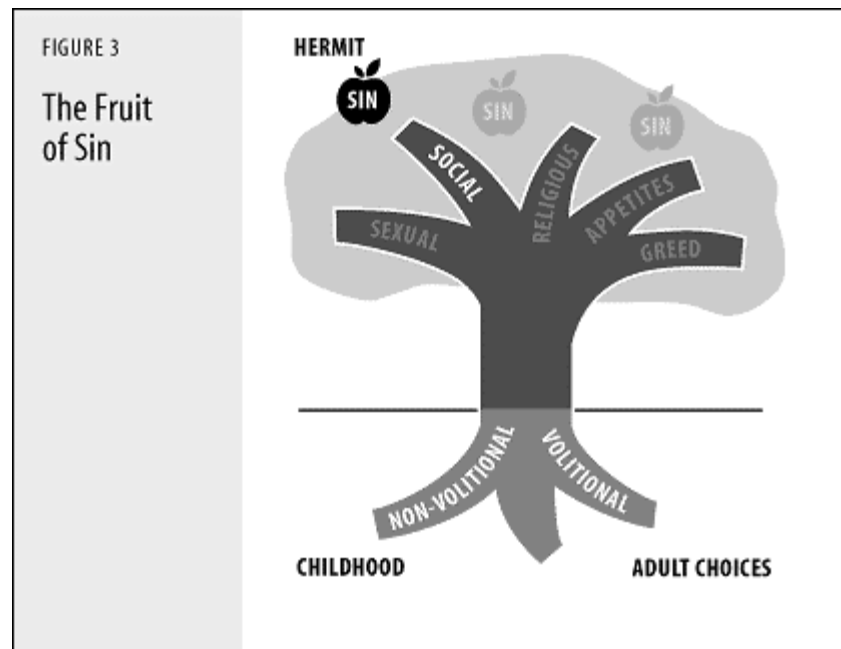 FIGURE 3
The Fruit
of Sin
HERMIT
SIN
SIN
SIN
SOCIAL
RELIGIOUS
APPETITES
SEXUAL
GREED
NON-VOLITIONAL
VOLITIONAL
CHILDHOOD
ADULT CHOICES